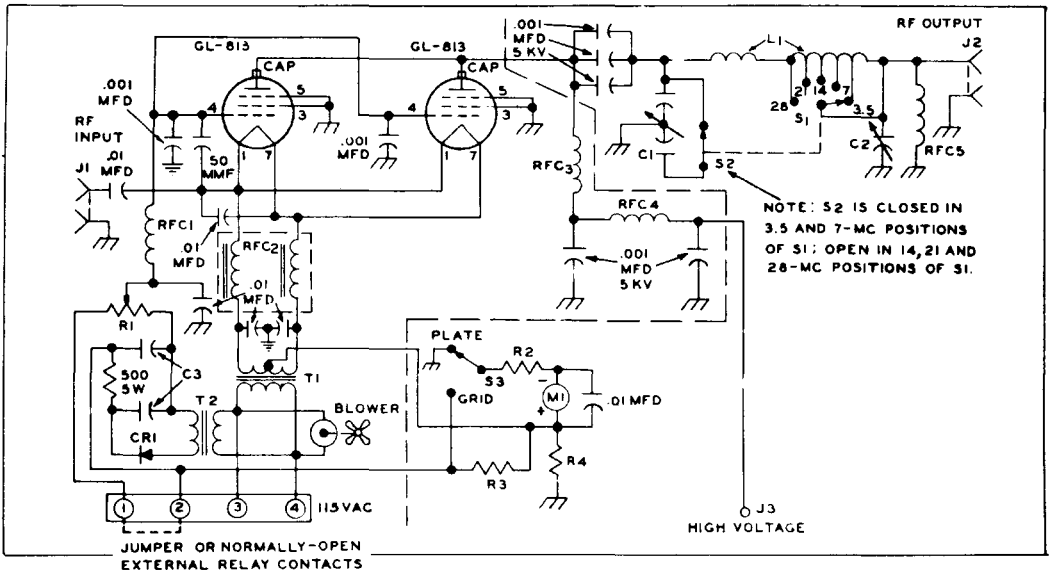 GL-813
GL-813
.001
MFD
5 KV
RF OUTPUT
L1
J2
CAP
CAP
.001
MFD
RF
INPUT
J1
.01
MFD
4
5
3
1
7
50
MMF
.001
MFD
4
5
3
1
7
28
2
14
7
3.5
S1
C1
S2
C2
RFC5
RFC3
RFC4
RFC1
.01
MFD
RFC2
.01
MFD
NOTE: S2 IS CLOSED IN
3.5 AND 7-MC POSITIONS
OF S1; OPEN IN 14, 21 AND
28-MC POSITIONS OF S1.
.001
MFD
5 KV
R1
C3
500
5W
T1
T2
CR1
BLOWER
PLATE
S3
GRID
R2
-
M1
+
.01 MFD
R3
R4
1
2
3
4
115 VAC
J3
HIGH VOLTAGE
JUMPER OR NORMALLY-OPEN
EXTERNAL RELAY CONTACTS